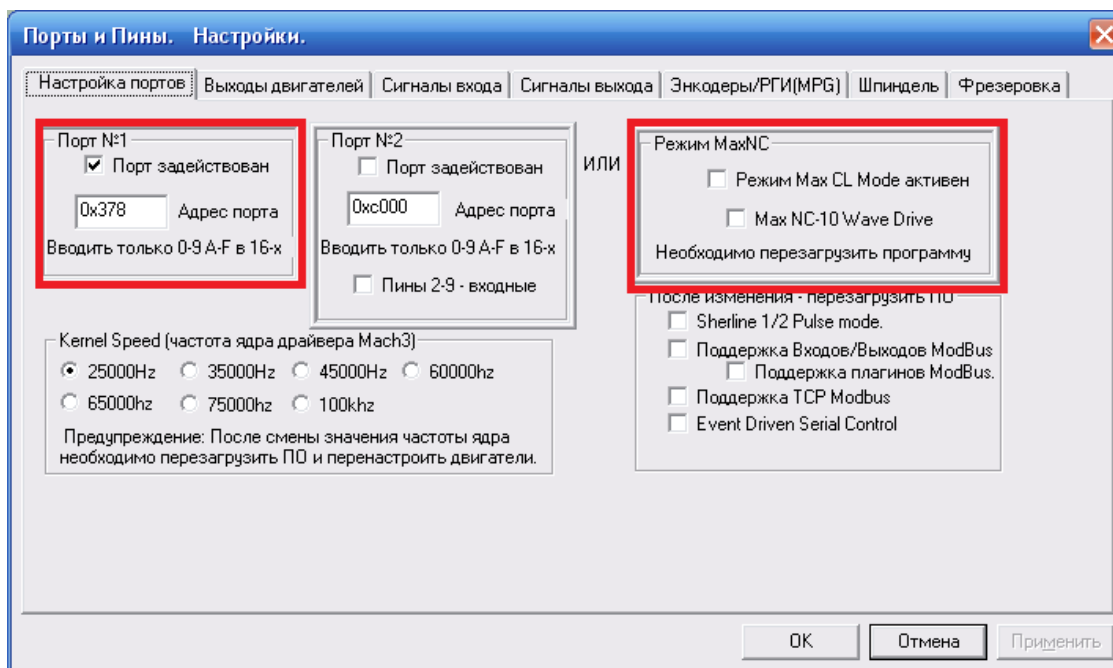 Порты и Пины. Настройки.
Настройка портов Выходы двигателей Сигналы входа Сигналы выхода Энкодеры/РГИ(MPG) Шпиндель Фрезеровка
Порт №1
Порт задействован
0x378 Адрес порта
Вводить только 0-9 A-F в 16-х
Порт №2
Порт задействован
0xc000 Адрес порта
Вводить только 0-9 A-F в 16-х
Пины 2-9 - входные
ИЛИ
Режим MaxNC
Режим Max CL Mode активен
Max NC-10 Wave Drive
Необходимо перезагрузить программу
Kernel Speed (частота ядра драйвера Mach3)
25000Hz 35000Hz 45000Hz 60000hz
65000hz 75000hz 100khz
Предупреждение: После смены значения частоты ядра
необходимо перезагрузить ПО и перенастроить двигатели.
После изменения - перезагрузить ПО
Sherline 1/2 Pulse mode.
Поддержка Входов/Выходов ModBus
Поддержка плагинов ModBus.
Поддержка TCP Modbus
Event Driven Serial Control
OK Отмена Применить